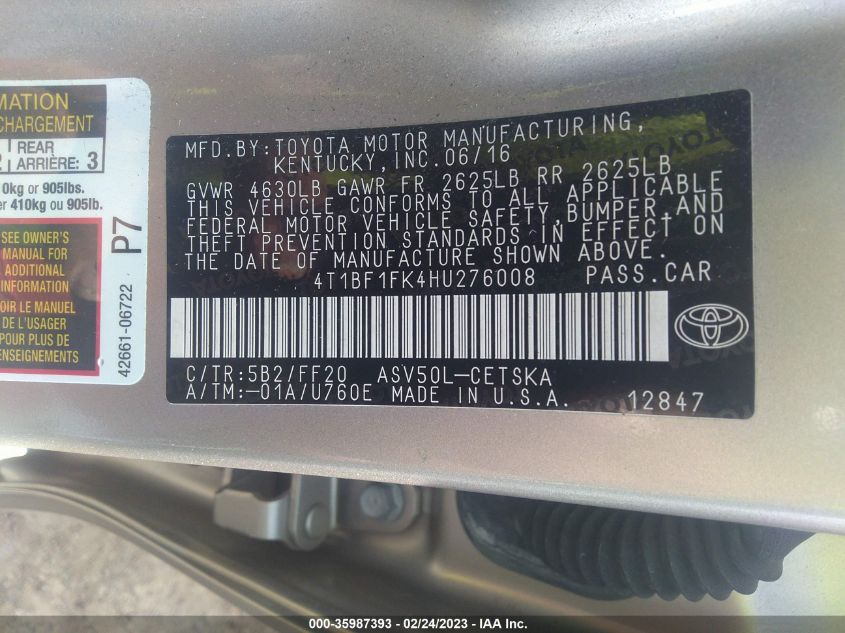 MATION
CHARGEMENT
REAR
ARRIÈRE: 3
0kg or 905lbs.
er 410kg ou 905lb.
SEE OWNER'S
MANUAL FOR
ADDITIONAL
INFORMATION
VOIR LE MANUEL
DE L'USAGER
POUR PLUS DE
RENSEIGNEMENTS
P7
42661-06722
MFD.BY:TOYOTA MOTOR MANUFACTURING,
KENTUCKY, INC. 06/16
GVWR 4630LB GAWR FR 2625LB RR 2625LB
THIS VEHICLE CONFORMS TO ALL APPLICABLE
FEDERAL MOTOR VEHICLE SAFETY,BUMPER,AND
THEFT PREVENTION STANDARDS IN EFFECT ON
THE DATE OF MANUFACTURE SHOWN ABOVE.
4T1BF1FK4HU276008 PASS.CAR
C/TR:5B2/FF20 ASV50L-CETSKA
A/TM:-01A/U760E MADE IN U.S.A. 12847
000-35987393 - 02/24/2023 - IAA Inc.